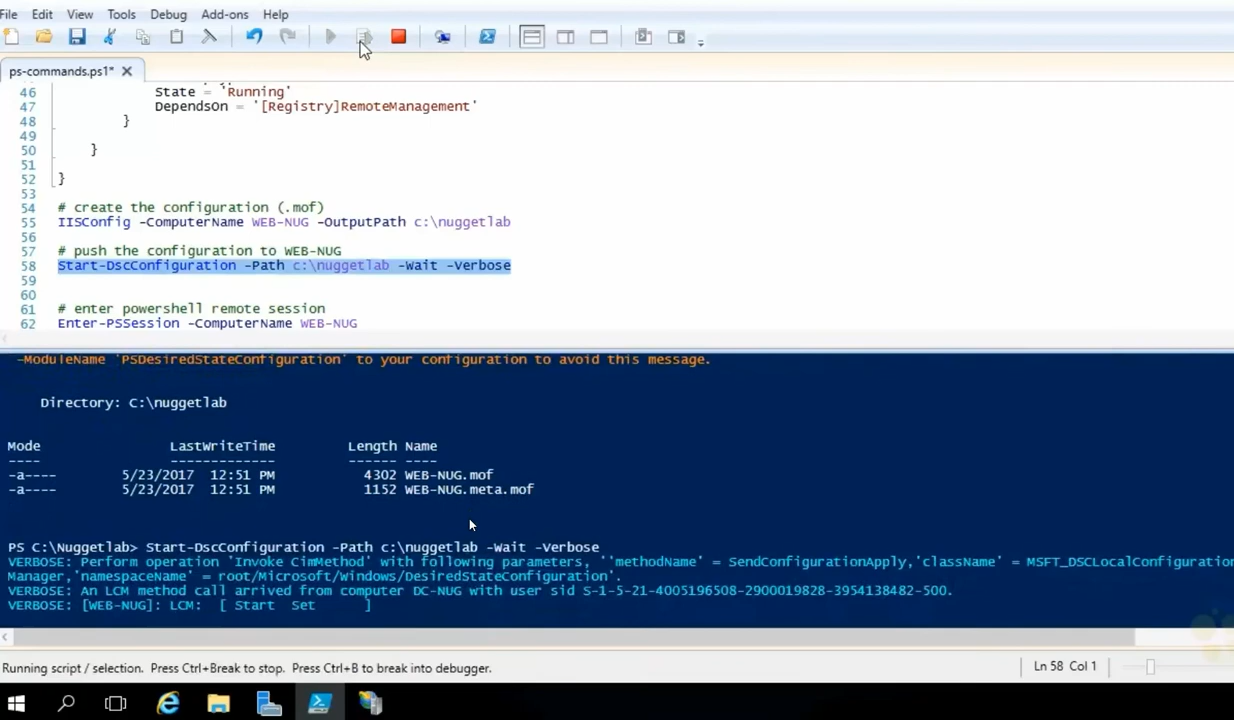 File Edit View Tools Debug Add-ons Help
ps-commands.ps1*
46 State = 'Running'
47 DependsOn = '[Registry]RemoteManagement'
48 }
49
50 }
51
52 }
53
54 # create the configuration (.mof)
55 IISConfig -ComputerName WEB-NUG -OutputPath c:\nuggetlab
56
57 # push the configuration to WEB-NUG
58 Start-DscConfiguration -Path c:\nuggetlab -Wait -Verbose
59
60
61 # enter powershell remote session
62 Enter-PSSession -ComputerName WEB-NUG
-ModuleName 'PSDesiredStateConfiguration' to your configuration to avoid this message.
Directory: C:\nuggetlab
Mode LastWriteTime Length Name
---- ------------- ------ ----
-a---- 5/23/2017 12:51 PM 4302 WEB-NUG.mof
-a---- 5/23/2017 12:51 PM 1152 WEB-NUG.meta.mof
PS C:\Nuggetlab> Start-DscConfiguration -Path c:\nuggetlab -Wait -Verbose
VERBOSE: Perform operation 'Invoke CimMethod' with following parameters, ''methodName' = SendConfigurationApply,'className' = MSFT_DSCLocalConfiguration
Manager,'namespaceName' = root/Microsoft/Windows/DesiredStateConfiguration'.
VERBOSE: An LCM method call arrived from computer DC-NUG with user sid S-1-5-21-4005196508-2900019828-3954138482-500.
VERBOSE: [WEB-NUG]: LCM: [ Start Set ]
Running script / selection. Press Ctrl+Break to stop. Press Ctrl+B to break into debugger.
Ln 58 Col 1